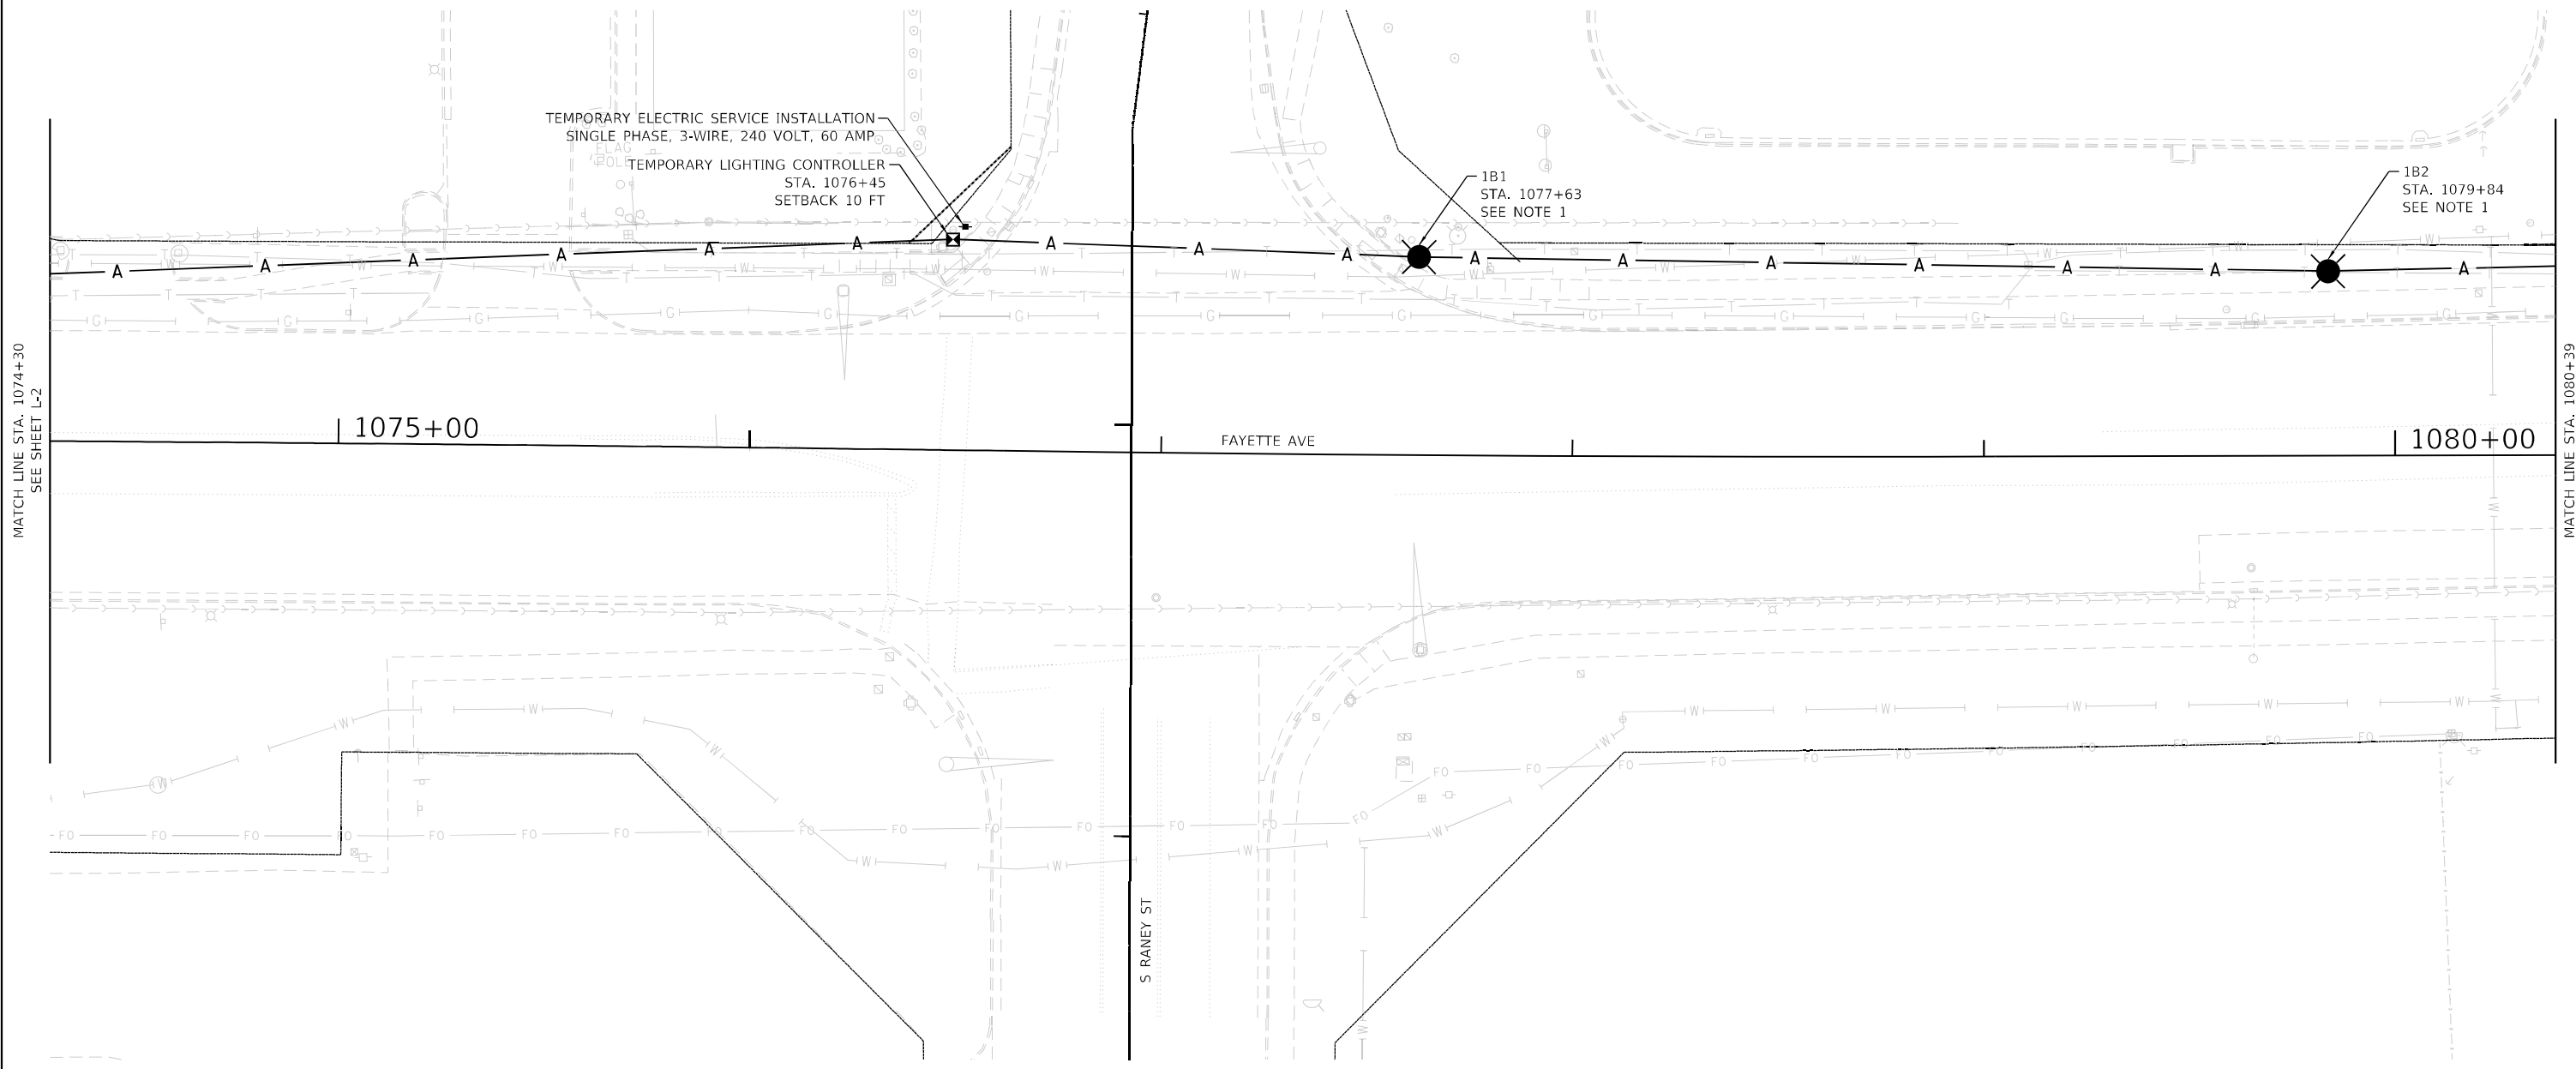 TEMPORARY ELECTRIC SERVICE INSTALLATION
SINGLE PHASE, 3-WIRE, 240 VOLT, 60 AMP
FLAG
POLE
TEMPORARY LIGHTING CONTROLLER
STA. 1076+45
SETBACK 10 FT
1B1
STA. 1077+63
SEE NOTE 1
1B2
STA. 1079+84
SEE NOTE 1
A A A A A A A A A A A A A A A A
MATCH LINE STA. 1074+30
SEE SHEET L-2
1075+00
FAYETTE AVE
1080+00
MATCH LINE STA. 1080+39
S RANEY ST